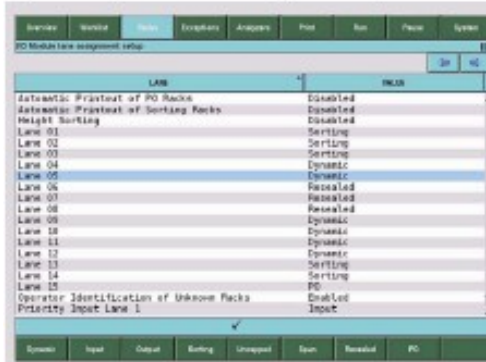 Overview Worklist Racks Exceptions Analyzers Print Run Pause System
I/O Module lane assignment setup
LANE VALUE
Automatic Printout of PO Racks Disabled
Automatic Printout of Sorting Racks Disabled
Height Sorting Disabled
Lane 01 Sorting
Lane 02 Sorting
Lane 03 Sorting
Lane 04 Dynamic
Lane 05 Dynamic
Lane 06 Resealed
Lane 07 Resealed
Lane 08 Resealed
Lane 09 Dynamic
Lane 10 Dynamic
Lane 11 Dynamic
Lane 12 Dynamic
Lane 13 Sorting
Lane 14 Sorting
Lane 15 PO
Operator Identification of Unknown Racks Enabled
Priority Input Lane 1 Input
Dynamic Input Output Sorting Uncapped Spun Resealed PO